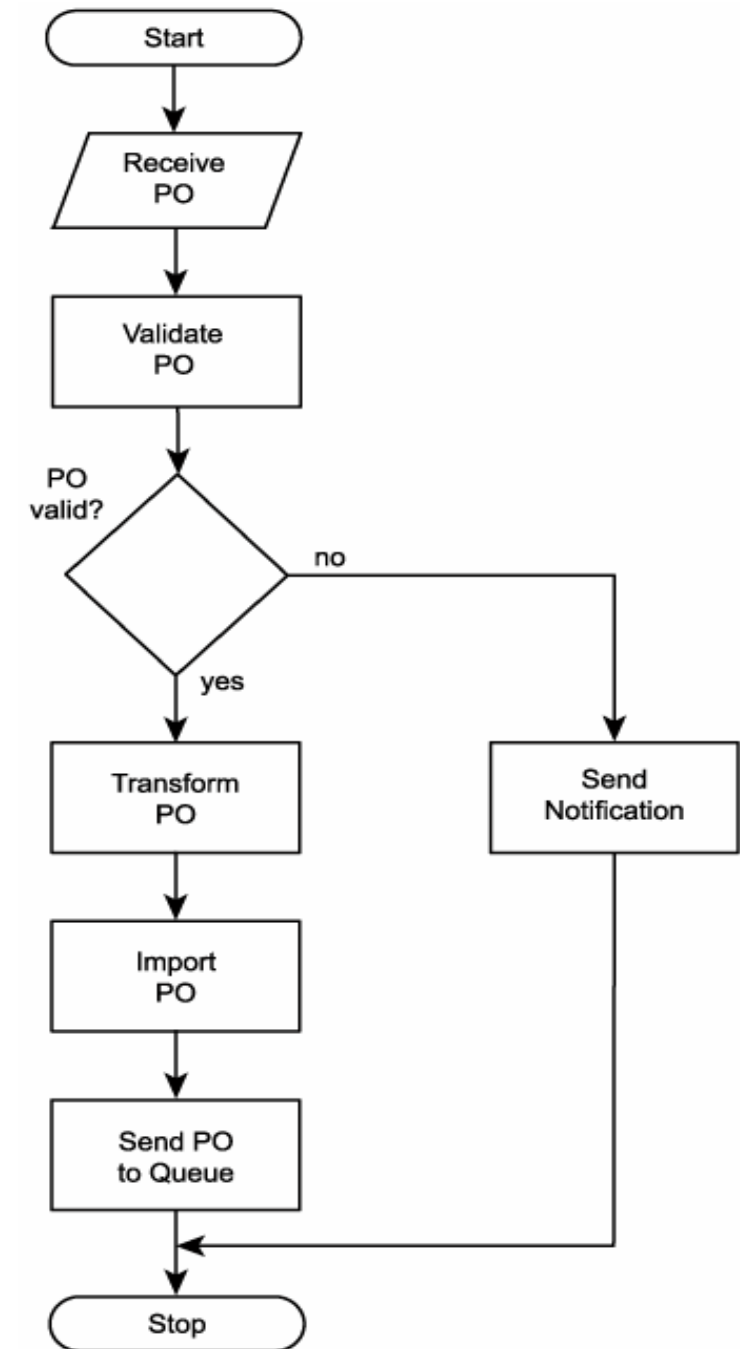 Start
Receive
PO
Validate
PO
PO
valid?
no
yes
Transform
PO
Send
Notification
Import
PO
Send PO
to Queue
Stop